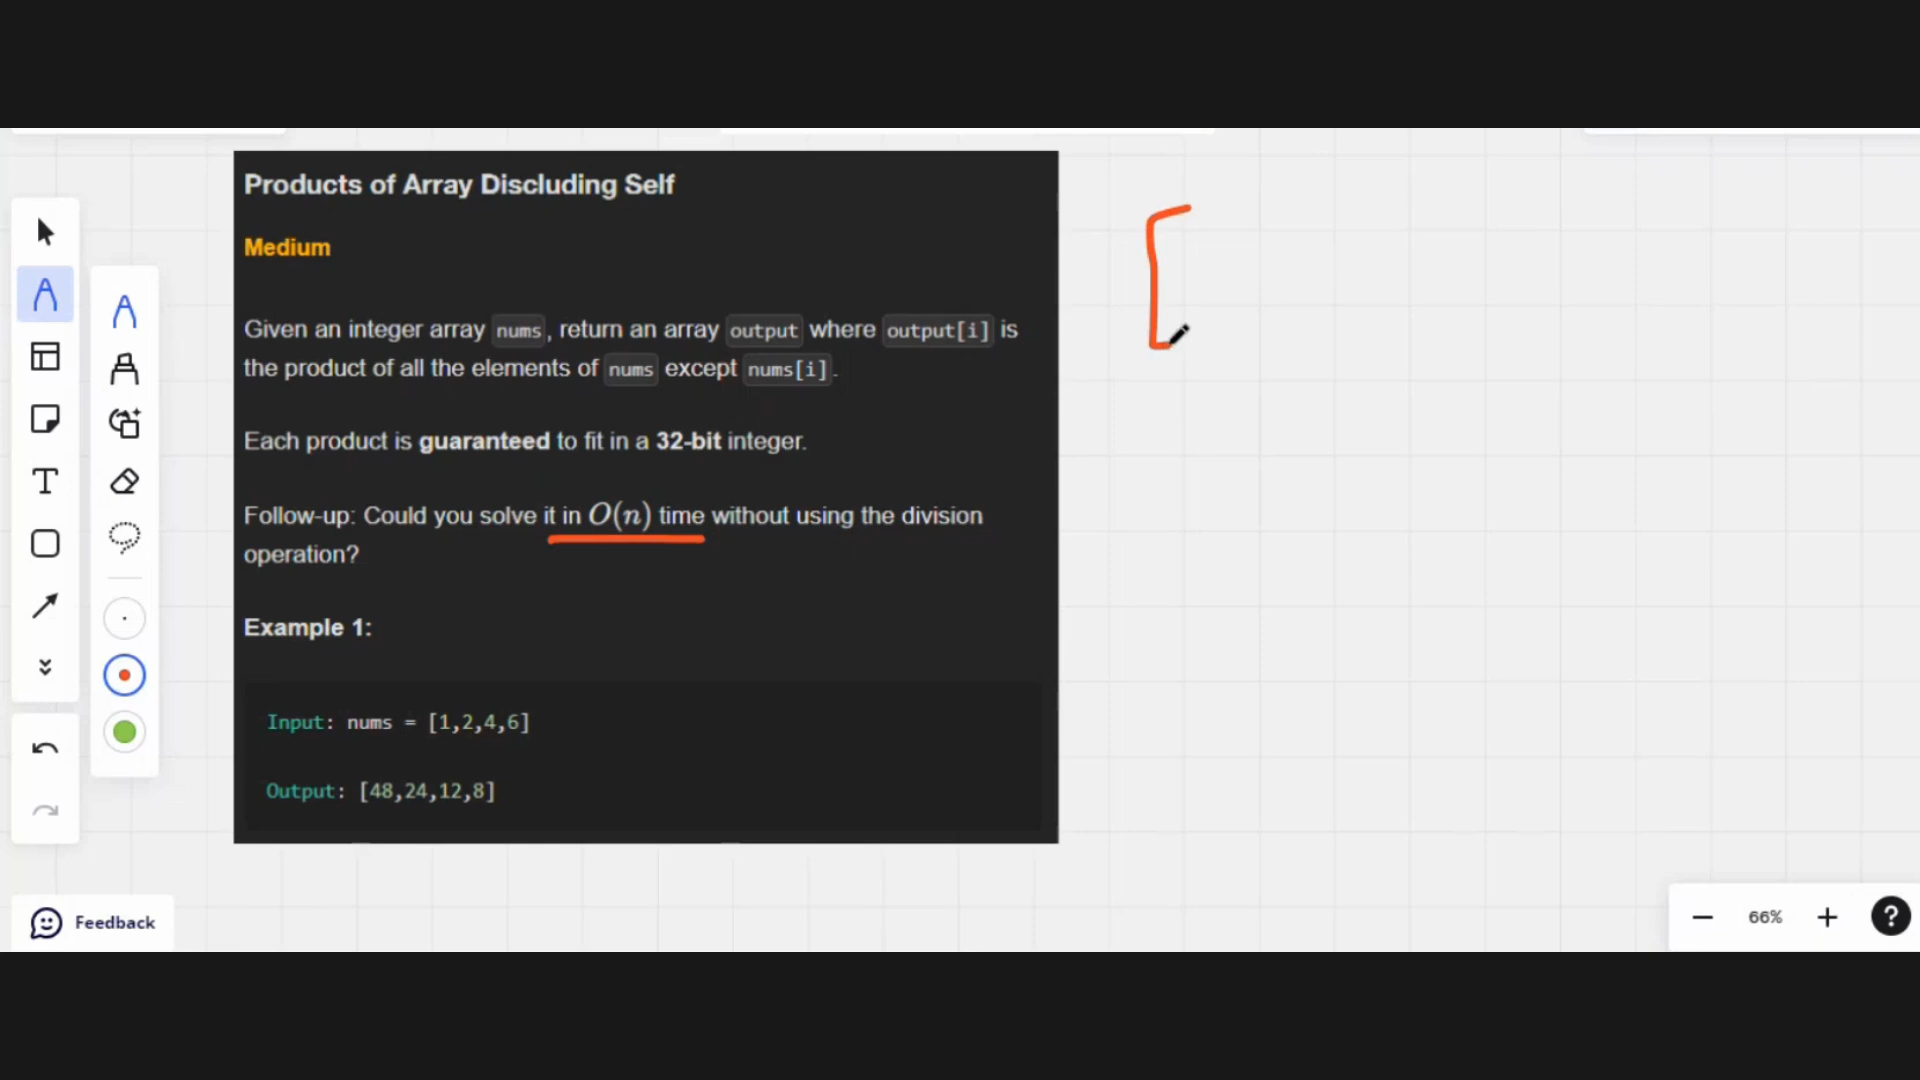 Products of Array Discluding Self
Medium
Given an integer array nums, return an array output where output[i] is
the product of all the elements of nums except nums[i].
Each product is guaranteed to fit in a 32-bit integer.
Follow-up: Could you solve it in O(n) time without using the division
operation?
Example 1:
Input: nums = [1,2,4,6]
Output: [48,24,12,8]
Feedback
66%